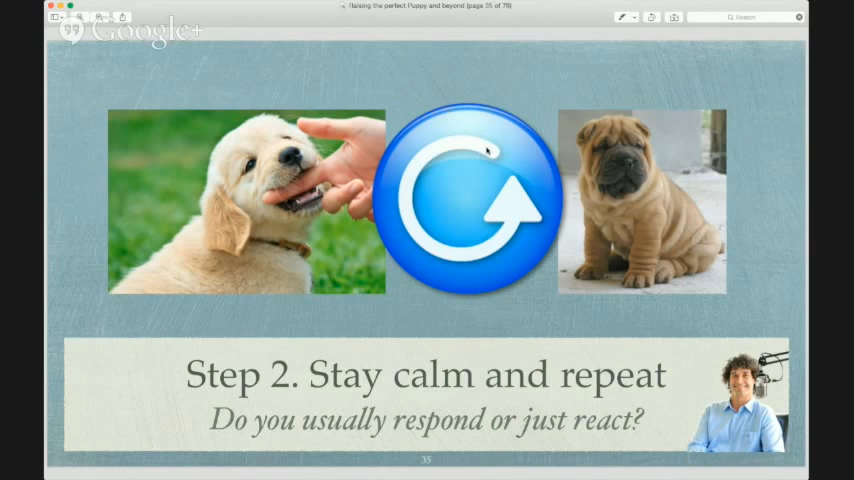 Raising the perfect Puppy and beyond (page 35 of 76)
Search
Google+
Step 2. Stay calm and repeat
Do you usually respond or just react?
35